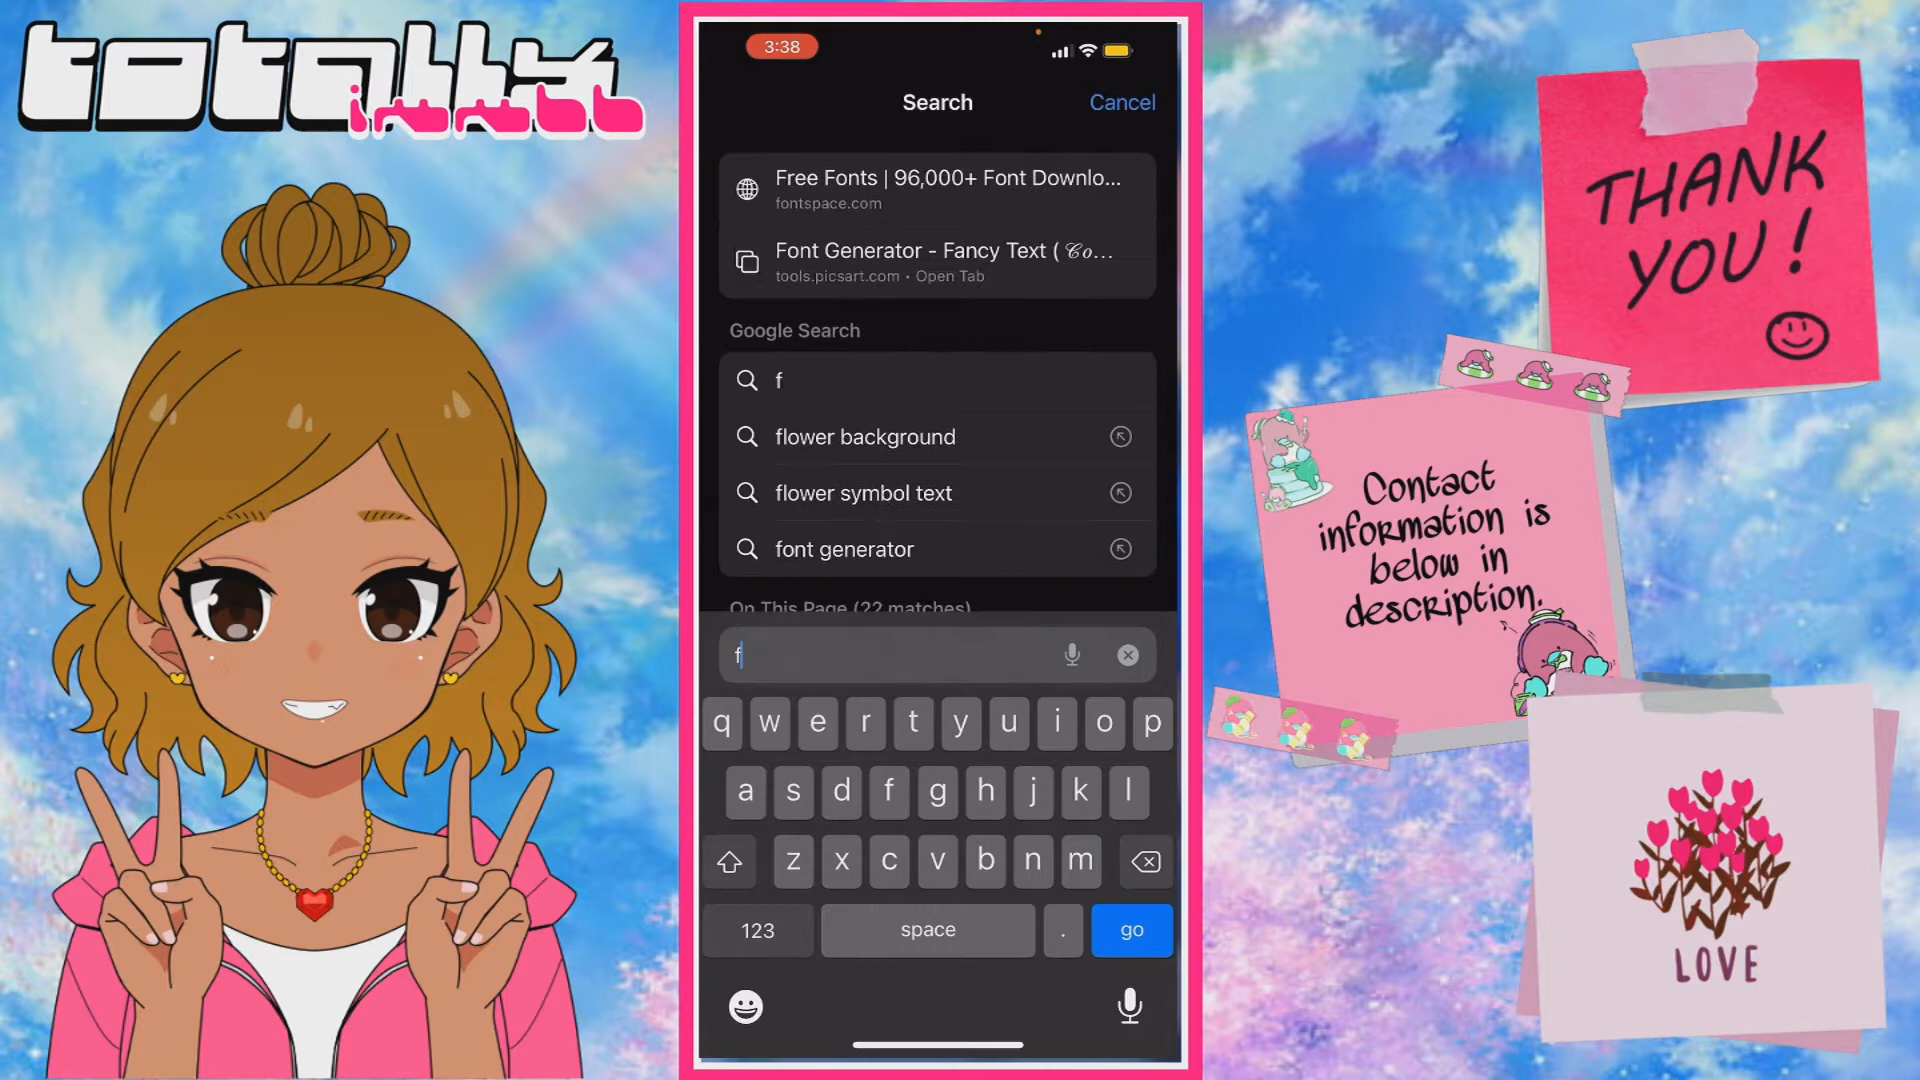 totally
3:38
Search
Cancel
Free Fonts | 96,000+ Font Downlo...
fontspace.com
Font Generator - Fancy Text ( 𝒞ℴ...
tools.picsart.com • Open Tab
Google Search
f
flower background
flower symbol text
font generator
On This Page (22 matches)
f
q w e r t y u i o p
a s d f g h j k l
z x c v b n m
123
space
.
go
THANK
YOU!
Contact
information is
below in
description.
LOVE